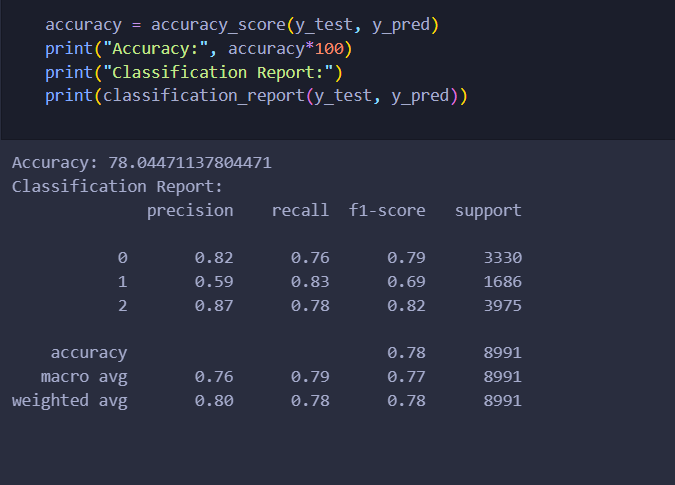 accuracy = accuracy_score(y_test, y_pred)
print("Accuracy:", accuracy*100)
print("Classification Report:")
print(classification_report(y_test, y_pred))
Accuracy: 78.04471137804471
Classification Report:
precision recall f1-score support
0 0.82 0.76 0.79 3330
1 0.59 0.83 0.69 1686
2 0.87 0.78 0.82 3975
accuracy 0.78 8991
macro avg 0.76 0.79 0.77 8991
weighted avg 0.80 0.78 0.78 8991